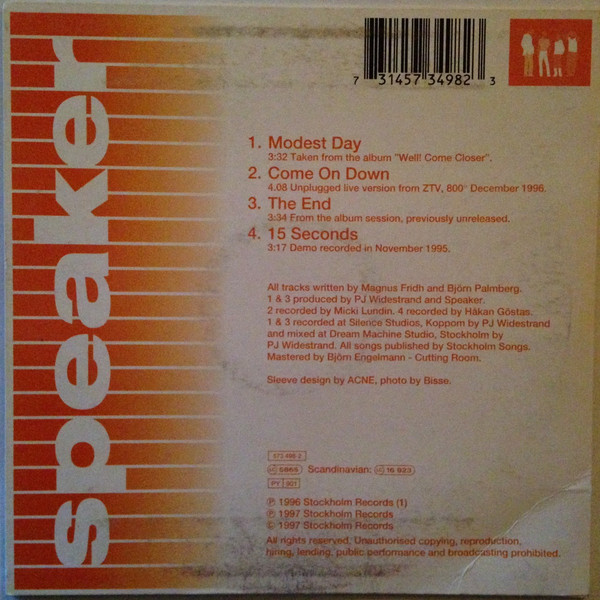 speaker
7 31457 34982 3
1. Modest Day
3:32 Taken from the album "Well! Come Closer".
2. Come On Down
4.08 Unplugged live version from ZTV, 800° December 1996.
3. The End
3:34 From the album session, previously unreleased.
4. 15 Seconds
3:17 Demo recorded in November 1995.
All tracks written by Magnus Fridh and Björn Palmberg.
1 & 3 produced by PJ Widestrand and Speaker.
2 recorded by Micki Lundin. 4 recorded by Håkan Göstas.
1 & 3 recorded at Silence Studios, Koppom by PJ Widestrand
and mixed at Dream Machine Studio, Stockholm by
PJ Widestrand. All songs published by Stockholm Songs.
Mastered by Björn Engelmann - Cutting Room.
Sleeve design by ACNE, photo by Bisse.
573 498-2
Scandinavian:
PY 901
℗ 1996 Stockholm Records (1)
℗ 1997 Stockholm Records
© 1997 Stockholm Records
All rights reserved. Unauthorised copying, reproduction,
hiring, lending, public performance and broadcasting prohibited.